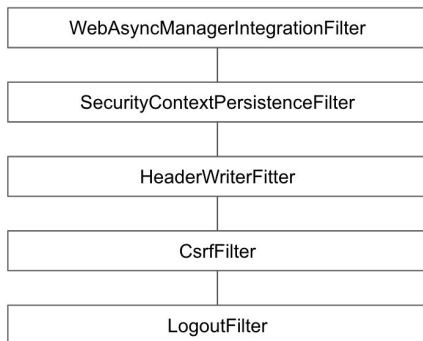 WebAsyncManagerIntegrationFilter
SecurityContextPersistenceFilter
HeaderWriterFitter
CsrfFilter
LogoutFilter